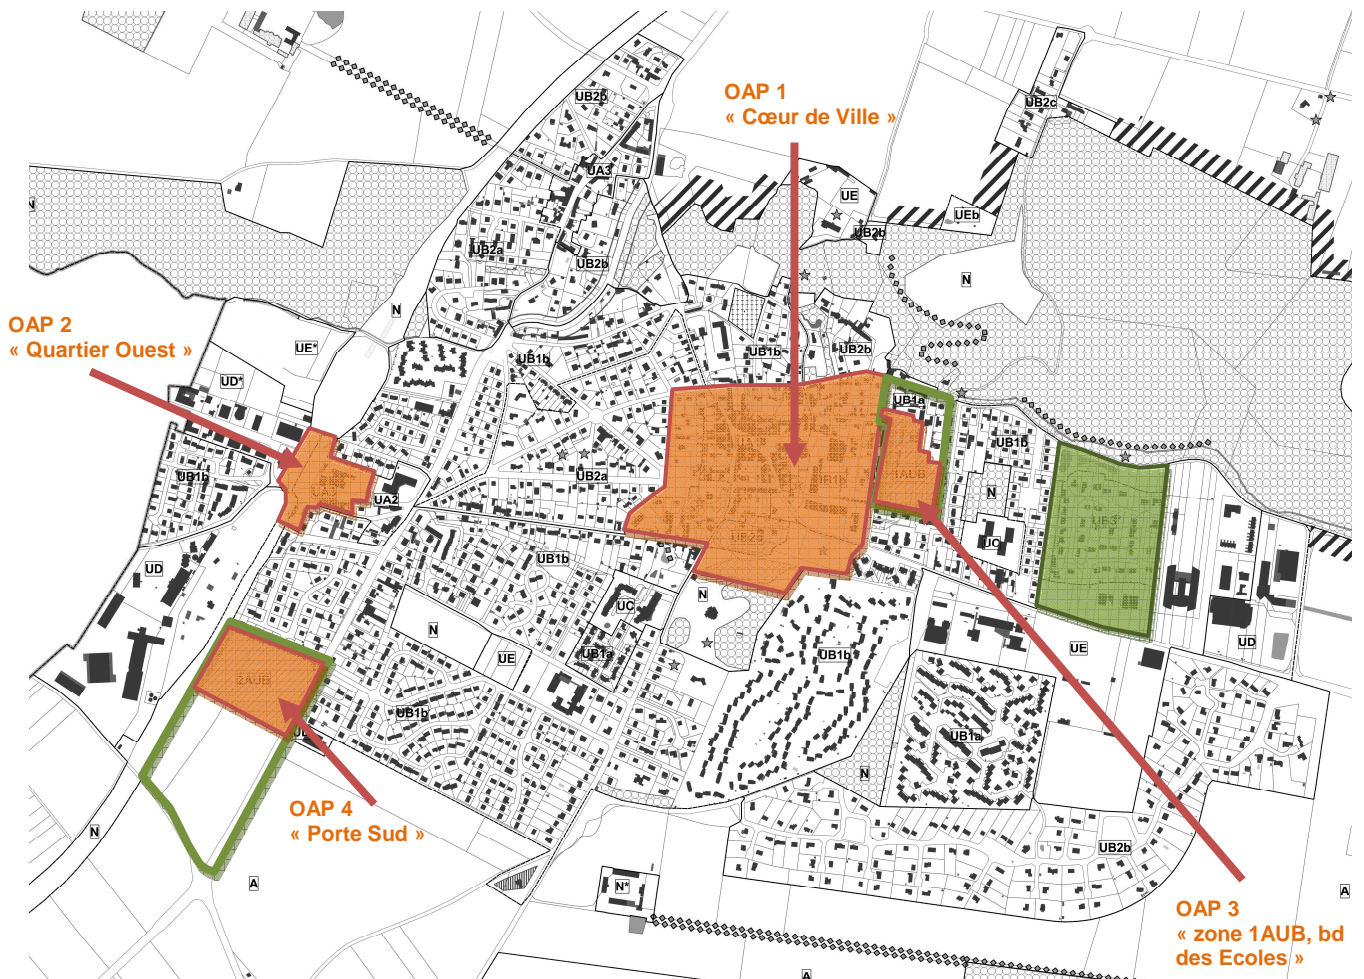 OAP 1
« Cœur de Ville »
UB2b
UB2c
UA3
UE
UEb
UB2b
N
UB2a
UB2b
N
N
OAP 2
« Quartier Ouest »
UE*
UD*
UB1b
UB1b
UB2b
UB1a
UB1b
UB1b
UB2a
UA2
N
UE3*
UC
UD
UB1b
UC
N
UB1a
N
UE
UB1b
UE
UD
2AUB
UB1b
UB1a
N
OAP 4
« Porte Sud »
N
UB2b
A
N*
A
OAP 3
« zone 1AUB, bd
des Ecoles »
A